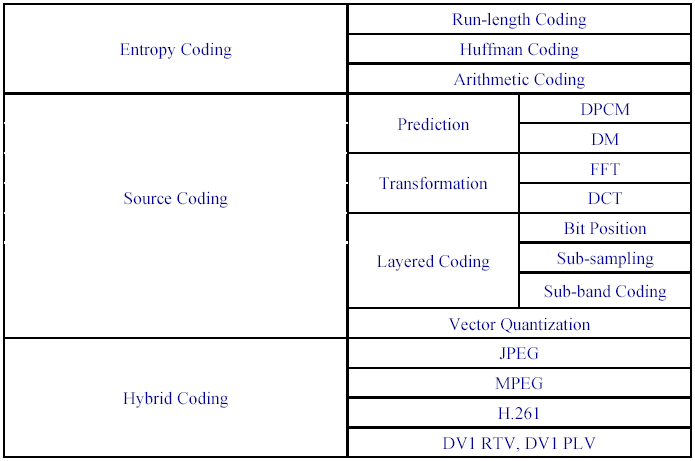 Entropy Coding
Run-length Coding
Huffman Coding
Arithmetic Coding
Source Coding
Prediction
DPCM
DM
Transformation
FFT
DCT
Layered Coding
Bit Position
Sub-sampling
Sub-band Coding
Vector Quantization
Hybrid Coding
JPEG
MPEG
H.261
DV1 RTV, DV1 PLV